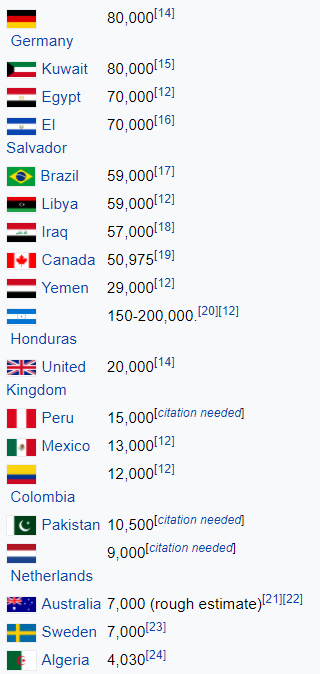 80,000[14]
Germany
Kuwait 80,000[15]
Egypt 70,000[12]
El 70,000[16]
Salvador
Brazil 59,000[17]
Libya 59,000[12]
Iraq 57,000[18]
Canada 50,975[19]
Yemen 29,000[12]
150-200,000.[20][12]
Honduras
United 20,000[14]
Kingdom
Peru 15,000[citation needed]
Mexico 13,000[12]
12,000[12]
Colombia
Pakistan 10,500[citation needed]
9,000[citation needed]
Netherlands
Australia 7,000 (rough estimate)[21][22]
Sweden 7,000[23]
Algeria 4,030[24]